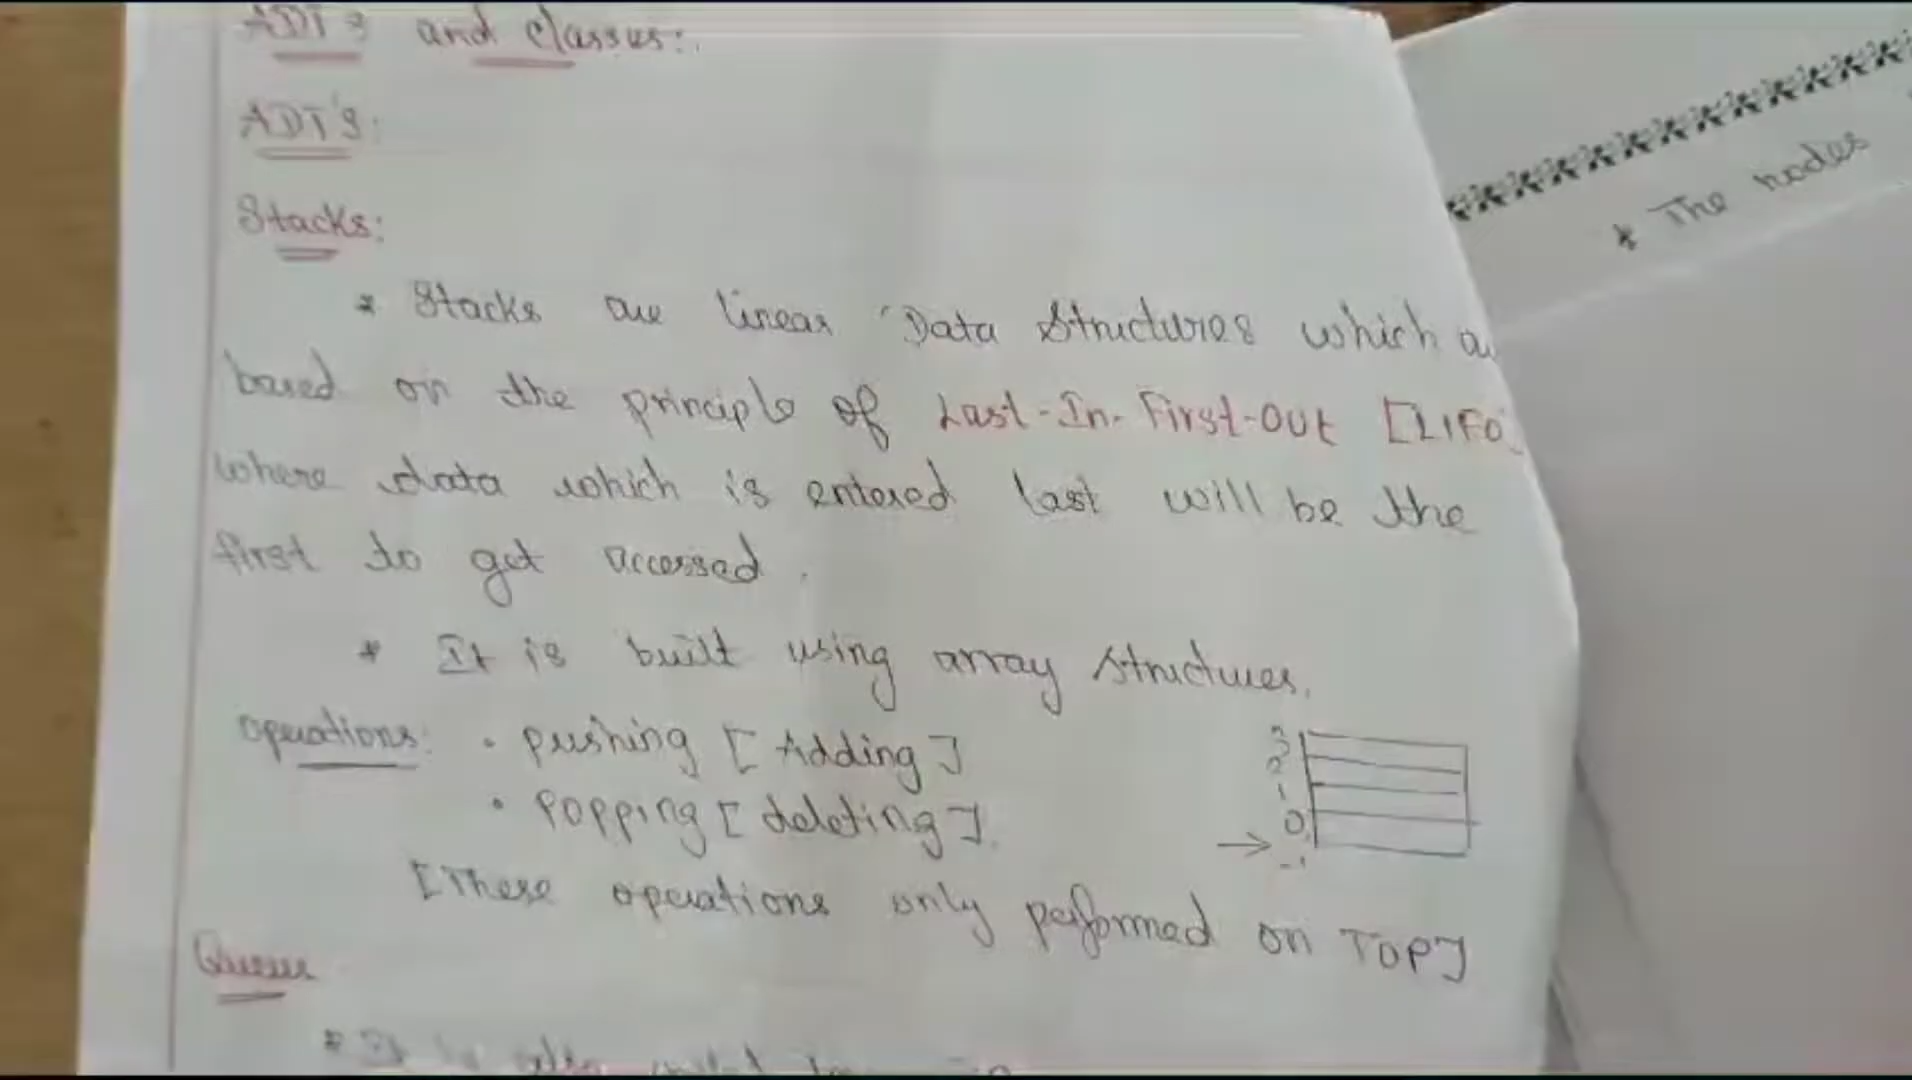 ADT's and classes:
ADT's:
Stacks:
* Stacks are linear Data Structures which a
based on the principle of Last-In-First-Out [LIFO]
where data which is entered last will be the
first to get accessed.
* It is built using array structures.
operations: • pushing [Adding]
• popping [deleting].
[These operations only performed on TOP]
3
2
1
0
-1
Queue
* It is also
* The nodes